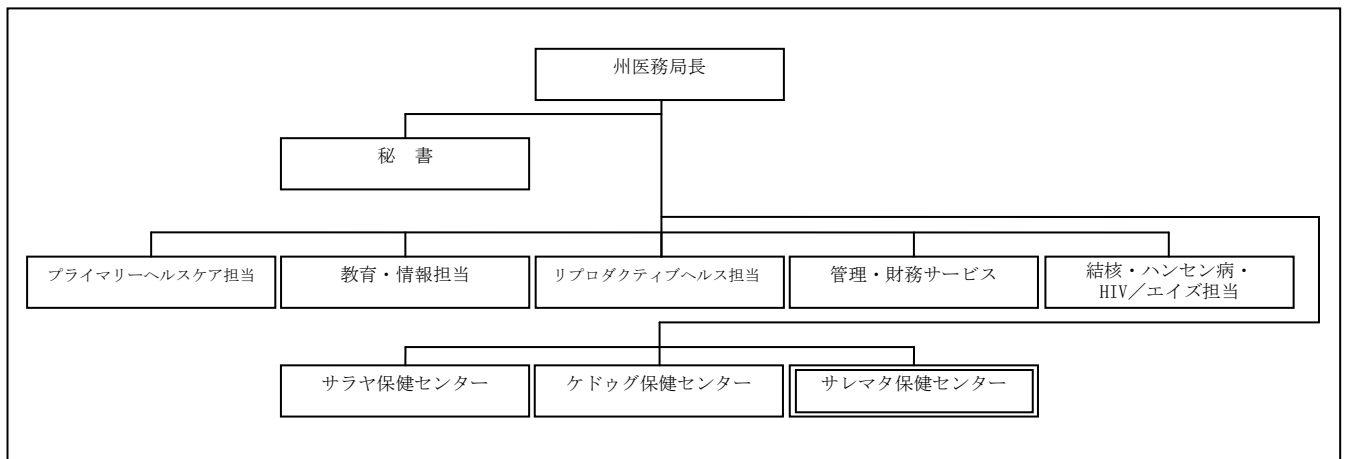 州医務局長
秘　書
プライマリーヘルスケア担当
教育・情報担当
リプロダクティブヘルス担当
管理・財務サービス
結核・ハンセン病・
HIV／エイズ担当
サラヤ保健センター
ケドゥグ保健センター
サレマタ保健センター